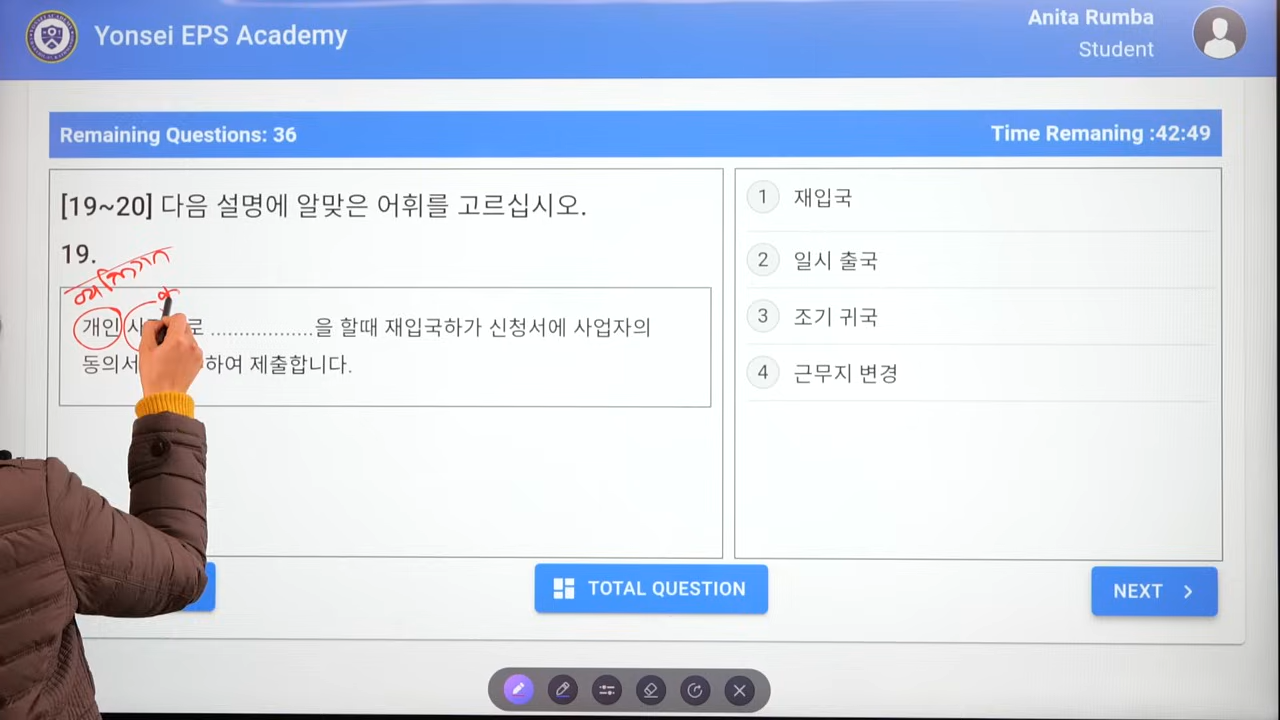 Yonsei EPS Academy
Anita Rumba
Student
Remaining Questions: 36
Time Remaning :42:49
[19~20] 다음 설명에 알맞은 어휘를 고르십시오.
19.
व्यक्तिगत
개인 로 ..................을 할때 재입국하가 신청서에 사업자의
동의서 하여 제출합니다.
1 재입국
2 일시 출국
3 조기 귀국
4 근무지 변경
TOTAL QUESTION
NEXT